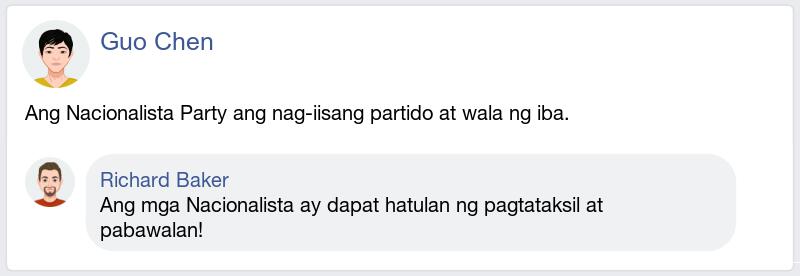 Guo Chen
Ang Nacionalista Party ang nag-iisang partido at wala ng iba.
Richard Baker
Ang mga Nacionalista ay dapat hatulan ng pagtataksil at
pabawalan!